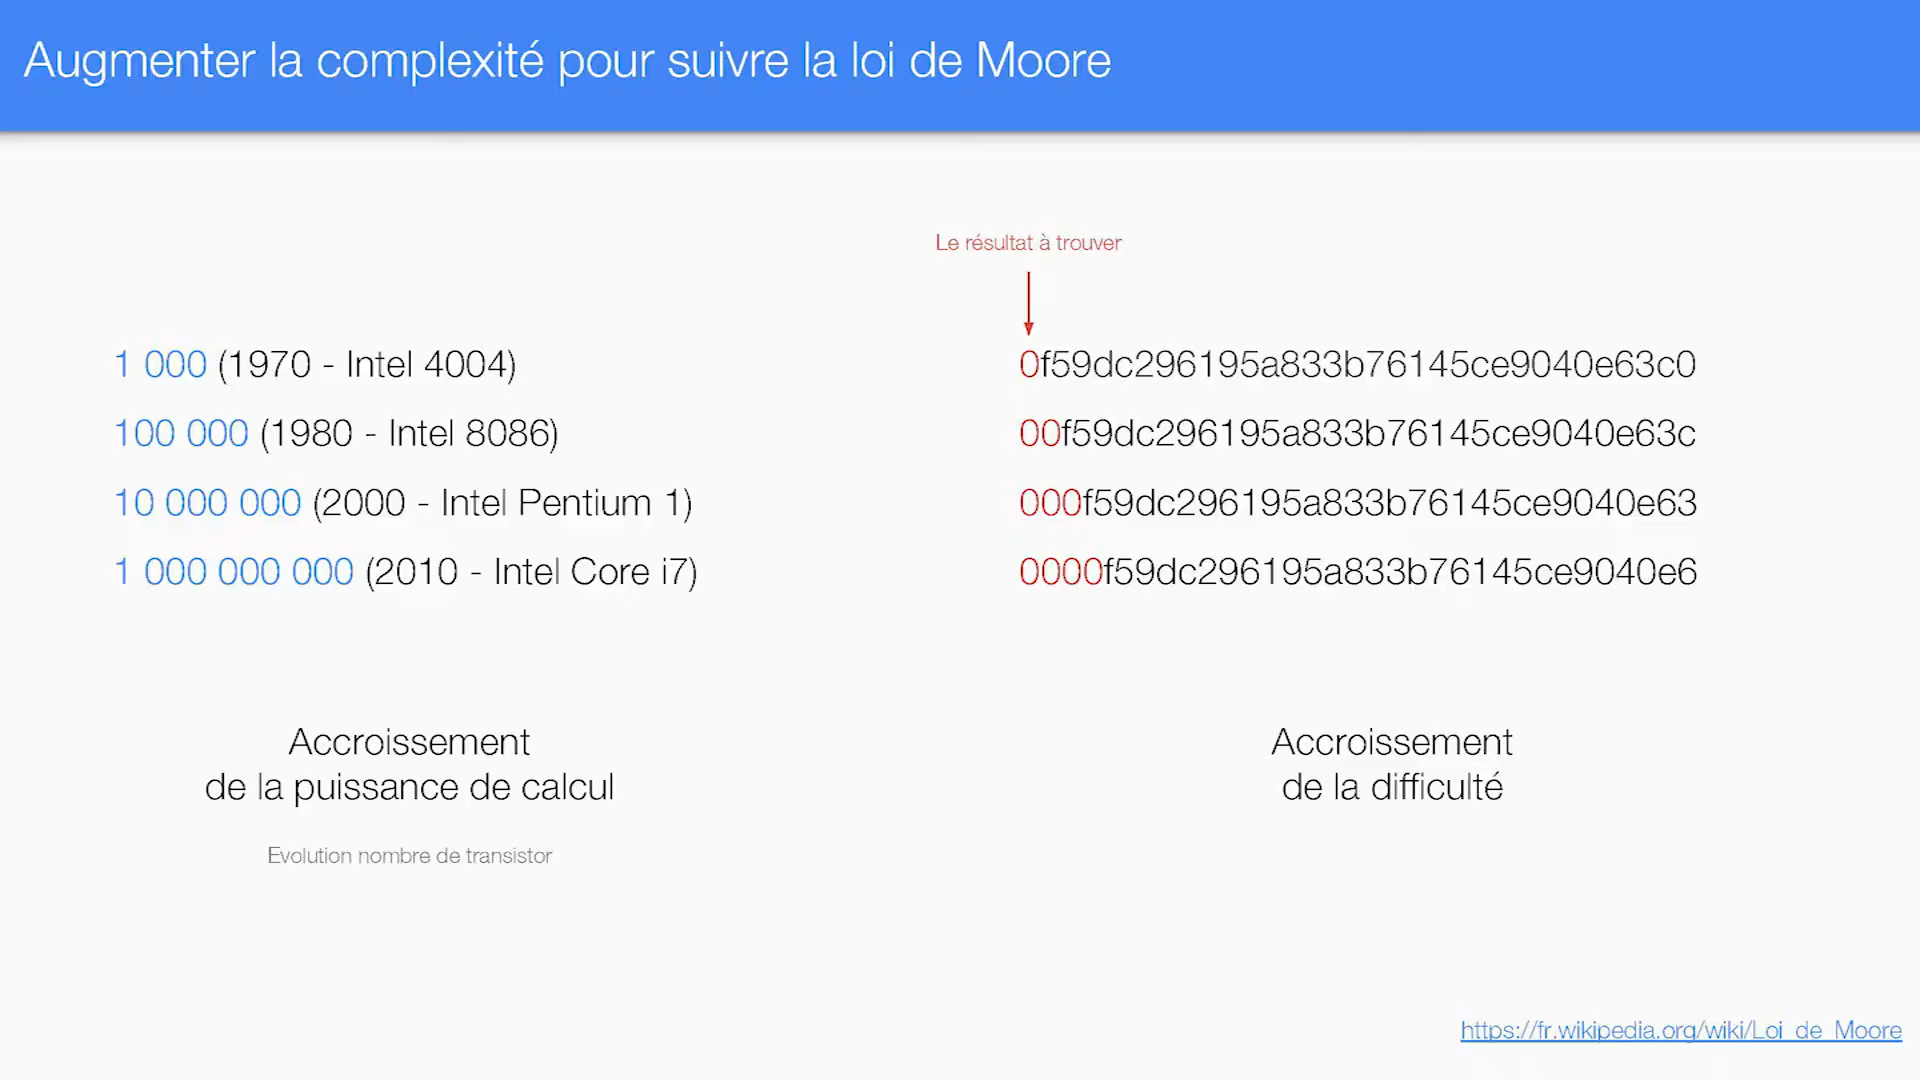 Augmenter la complexité pour suivre la loi de Moore
Le résultat à trouver
1 000 (1970 - Intel 4004)
100 000 (1980 - Intel 8086)
10 000 000 (2000 - Intel Pentium 1)
1 000 000 000 (2010 - Intel Core i7)
0f59dc296195a833b76145ce9040e63c0
00f59dc296195a833b76145ce9040e63c
000f59dc296195a833b76145ce9040e63
0000f59dc296195a833b76145ce9040e6
Accroissement
de la puissance de calcul
Evolution nombre de transistor
Accroissement
de la difficulté
https://fr.wikipedia.org/wiki/Loi_de_Moore